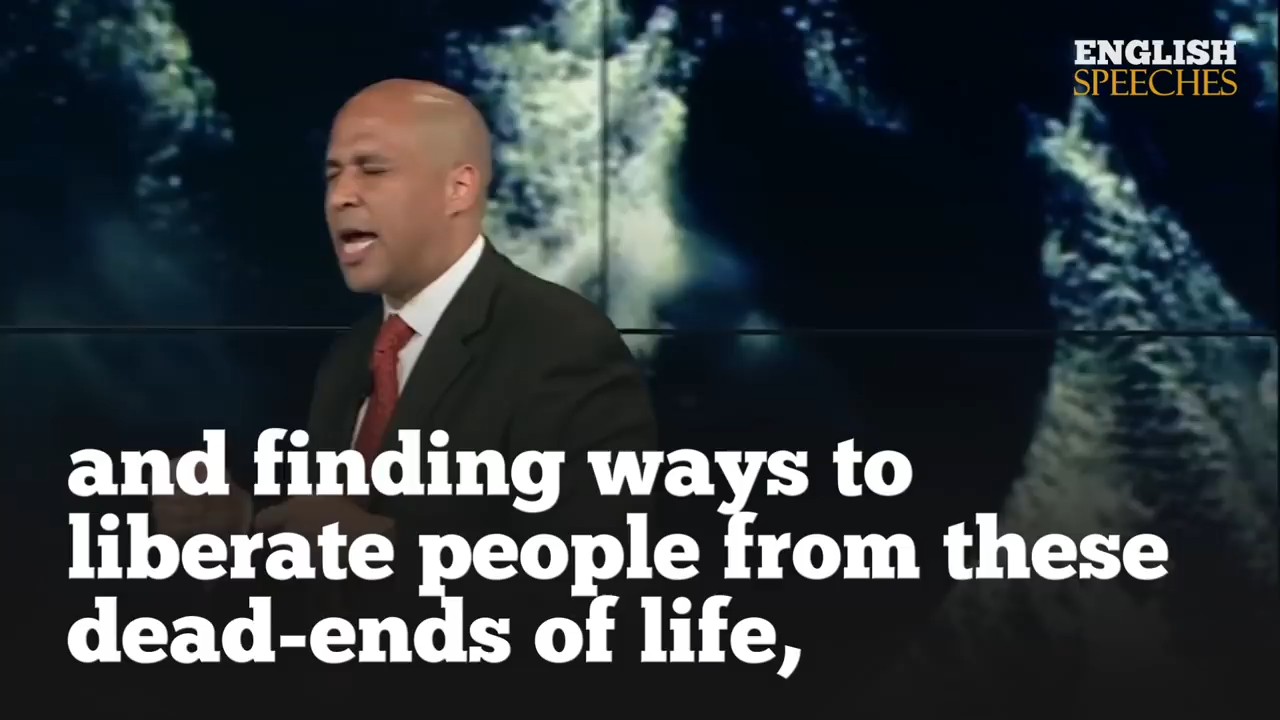 ENGLISH
SPEECHES
and finding ways to
liberate people from these
dead-ends of life,